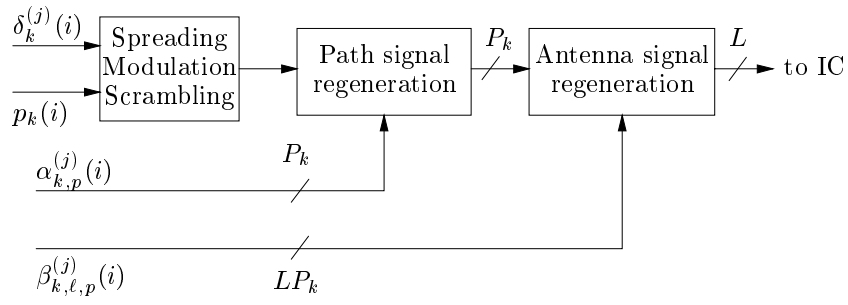 δ_k^{(j)}(i)
Spreading
Modulation
Scrambling
p_k(i)
Path signal
regeneration
P_k
Antenna signal
regeneration
L
to IC
α_{k,p}^{(j)}(i)
P_k
β_{k,ℓ,p}^{(j)}(i)
LP_k